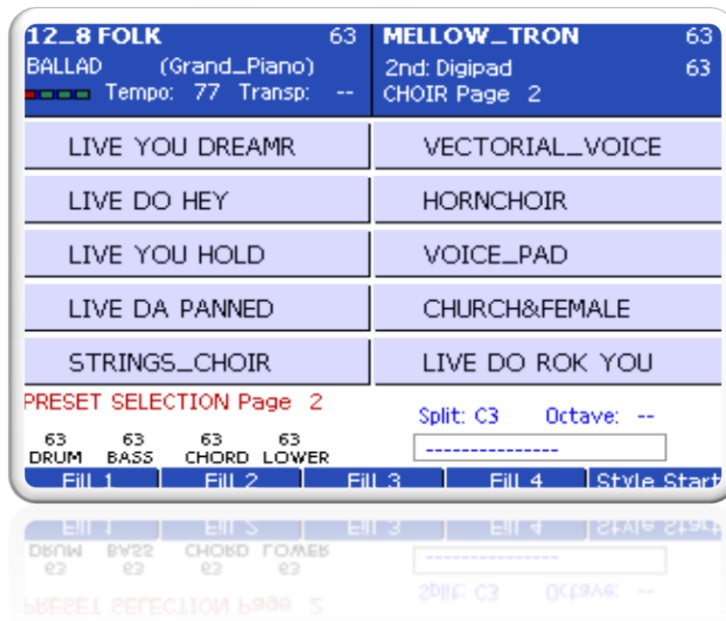 12_8 FOLK 63 MELLOW_TRON 63
BALLAD (Grand_Piano) 2nd: Digipad 63
Tempo: 77 Transp: -- CHOIR Page 2
LIVE YOU DREAMR VECTORIAL_VOICE
LIVE DO HEY HORNCHOIR
LIVE YOU HOLD VOICE_PAD
LIVE DA PANNED CHURCH&FEMALE
STRINGS_CHOIR LIVE DO ROK YOU
PRESET SELECTION Page 2
Split: C3 Octave: --
63 63 63 63
DRUM BASS CHORD LOWER ---------------
Fill 1 Fill 2 Fill 3 Fill 4 Style Start